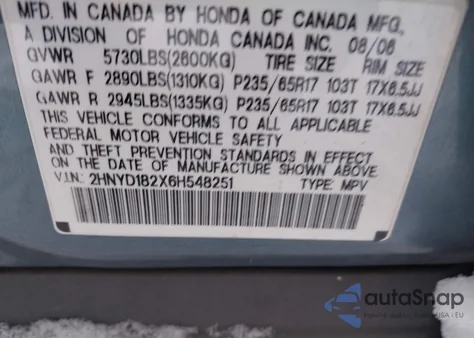 MFD. IN CANADA BY HONDA OF CANADA MFG.,
A DIVISION OF HONDA CANADA INC. 08/06
GVWR 5730LBS(2600KG) TIRE SIZE RIM SIZE
GAWR F 2890LBS(1310KG) P235/65R17 103T 17X6.5JJ
GAWR R 2945LBS(1335KG) P235/65R17 103T 17X6.5JJ
THIS VEHICLE CONFORMS TO ALL APPLICABLE
FEDERAL MOTOR VEHICLE SAFETY AND
THEFT PREVENTION STANDARDS IN EFFECT ON
THE DATE OF MANUFACTURE SHOWN ABOVE.
V.I.N.: 2HNYD182X6H548251 TYPE: MPV
autoSnap